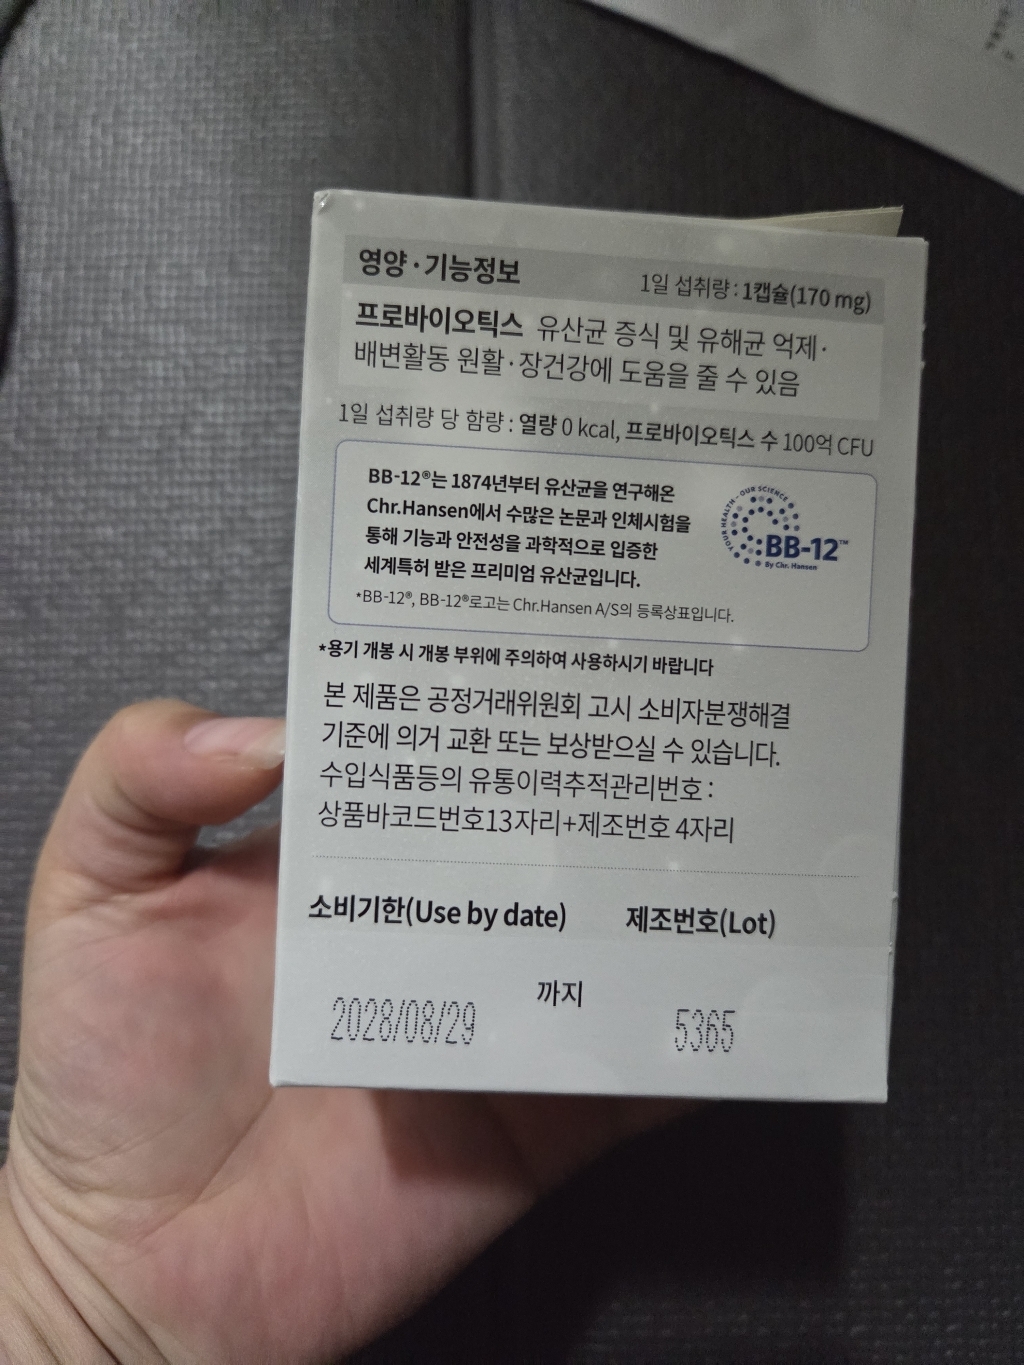 영양·기능정보
1일 섭취량 : 1캡슐(170 mg)
프로바이오틱스 유산균 증식 및 유해균 억제·
배변활동 원활·장건강에 도움을 줄 수 있음
1일 섭취량 당 함량 : 열량 0 kcal, 프로바이오틱스 수 100억 CFU
BB-12®는 1874년부터 유산균을 연구해온
Chr.Hansen에서 수많은 논문과 인체시험을
통해 기능과 안전성을 과학적으로 입증한
세계특허 받은 프리미엄 유산균입니다.
*BB-12®, BB-12®로고는 Chr.Hansen A/S의 등록상표입니다.
YOUR HEALTH - OUR SCIENCE
BB-12™
By Chr. Hansen
*용기 개봉 시 개봉 부위에 주의하여 사용하시기 바랍니다
본 제품은 공정거래위원회 고시 소비자분쟁해결
기준에 의거 교환 또는 보상받으실 수 있습니다.
수입식품등의 유통이력추적관리번호 :
상품바코드번호13자리+제조번호 4자리
소비기한(Use by date) 제조번호(Lot)
까지
2028/08/29 5365